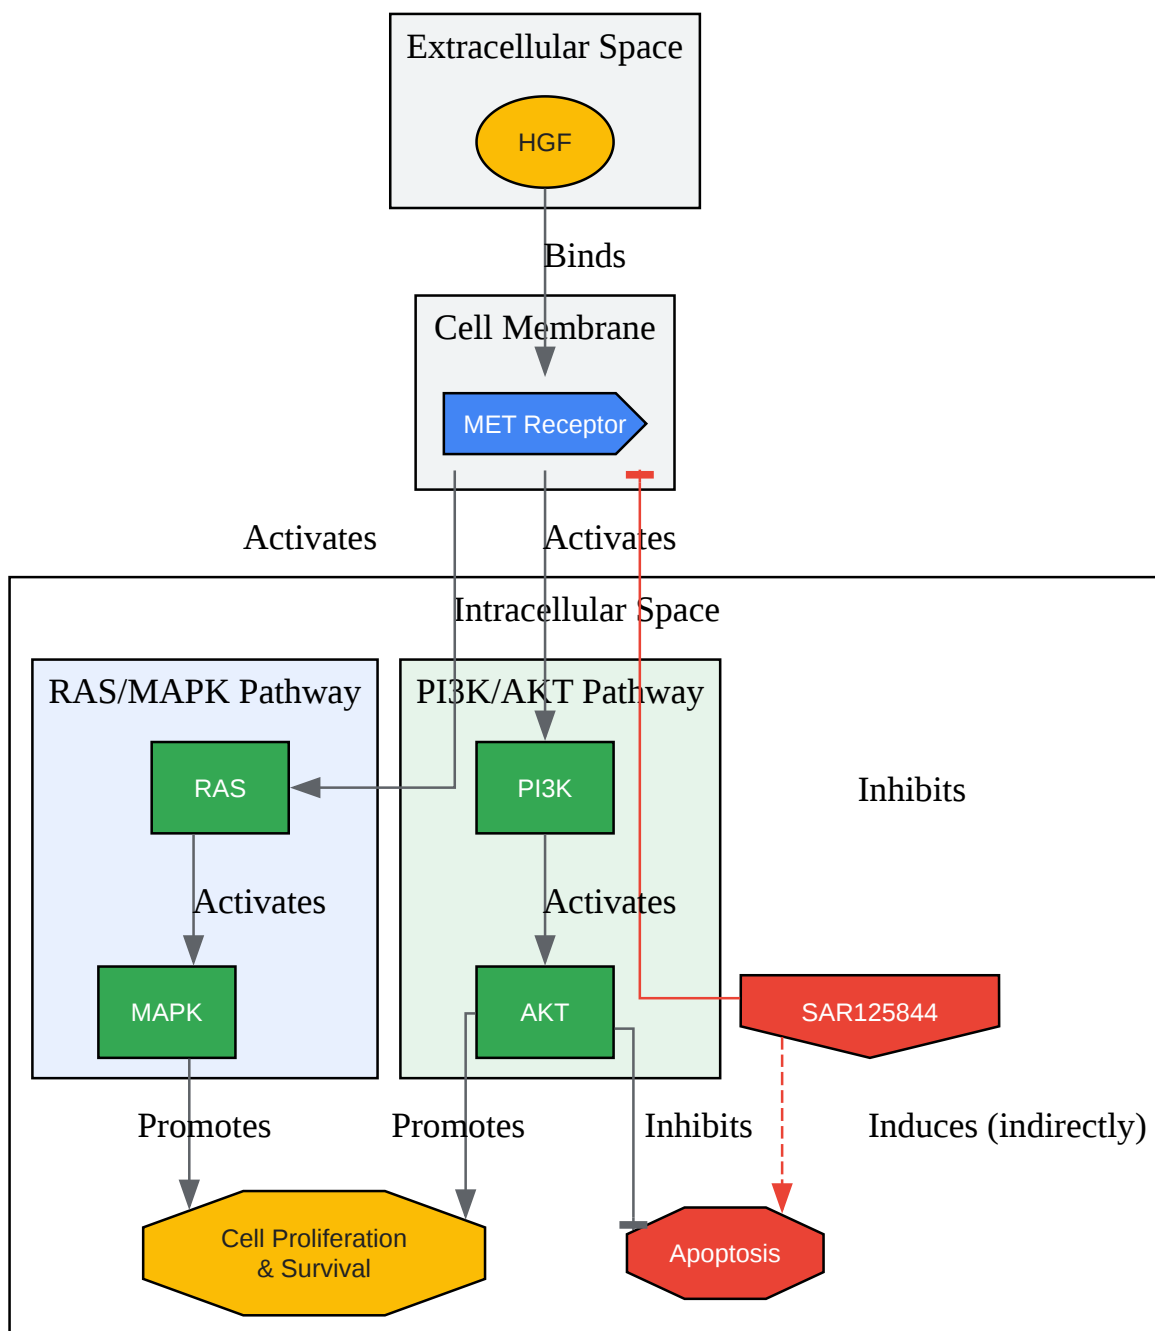 Extracellular Space
HGF
Binds
Cell Membrane
MET Receptor
Activates
Activates
Intracellular Space
RAS/MAPK Pathway
PI3K/AKT Pathway
RAS
PI3K
Inhibits
Activates
Activates
MAPK
AKT
SAR125844
Promotes
Promotes
Inhibits
Induces (indirectly)
Cell Proliferation
& Survival
Apoptosis